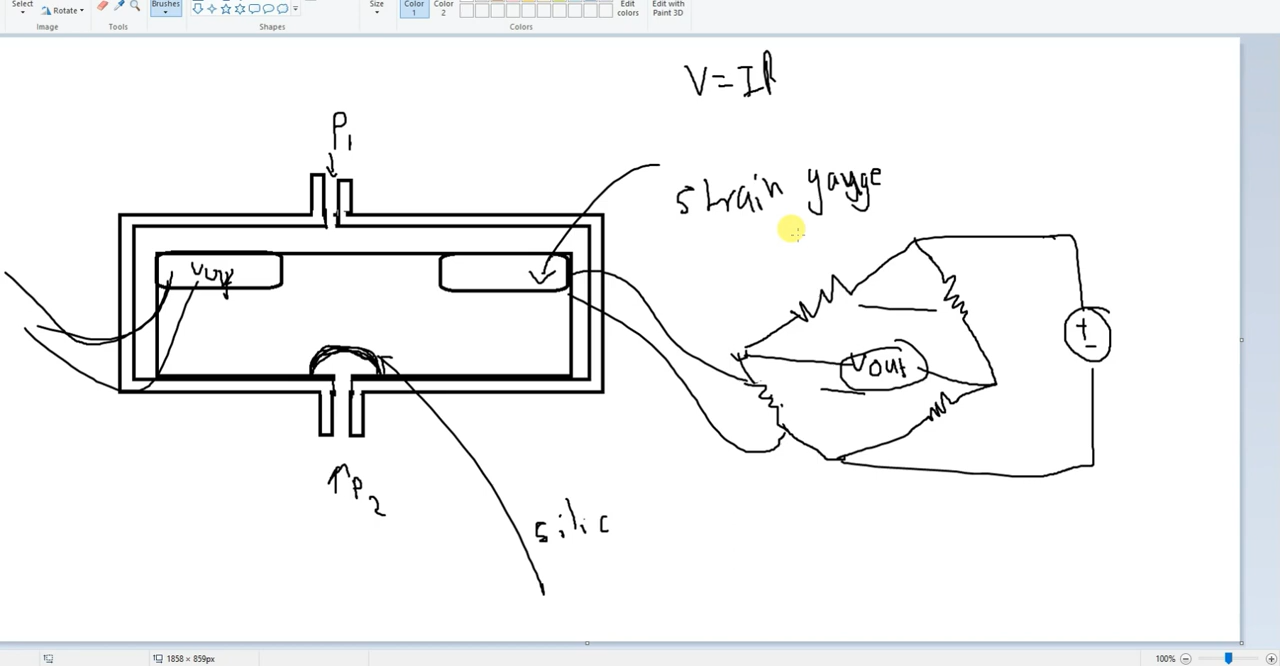 Select
Rotate
Image
Tools
Brushes
Shapes
Size
Color
1
Color
2
Colors
Edit
colors
Edit with
Paint 3D
V=IR
P1
strain gauge
+
-
Vout
P2
silic
1858 × 859px
100%